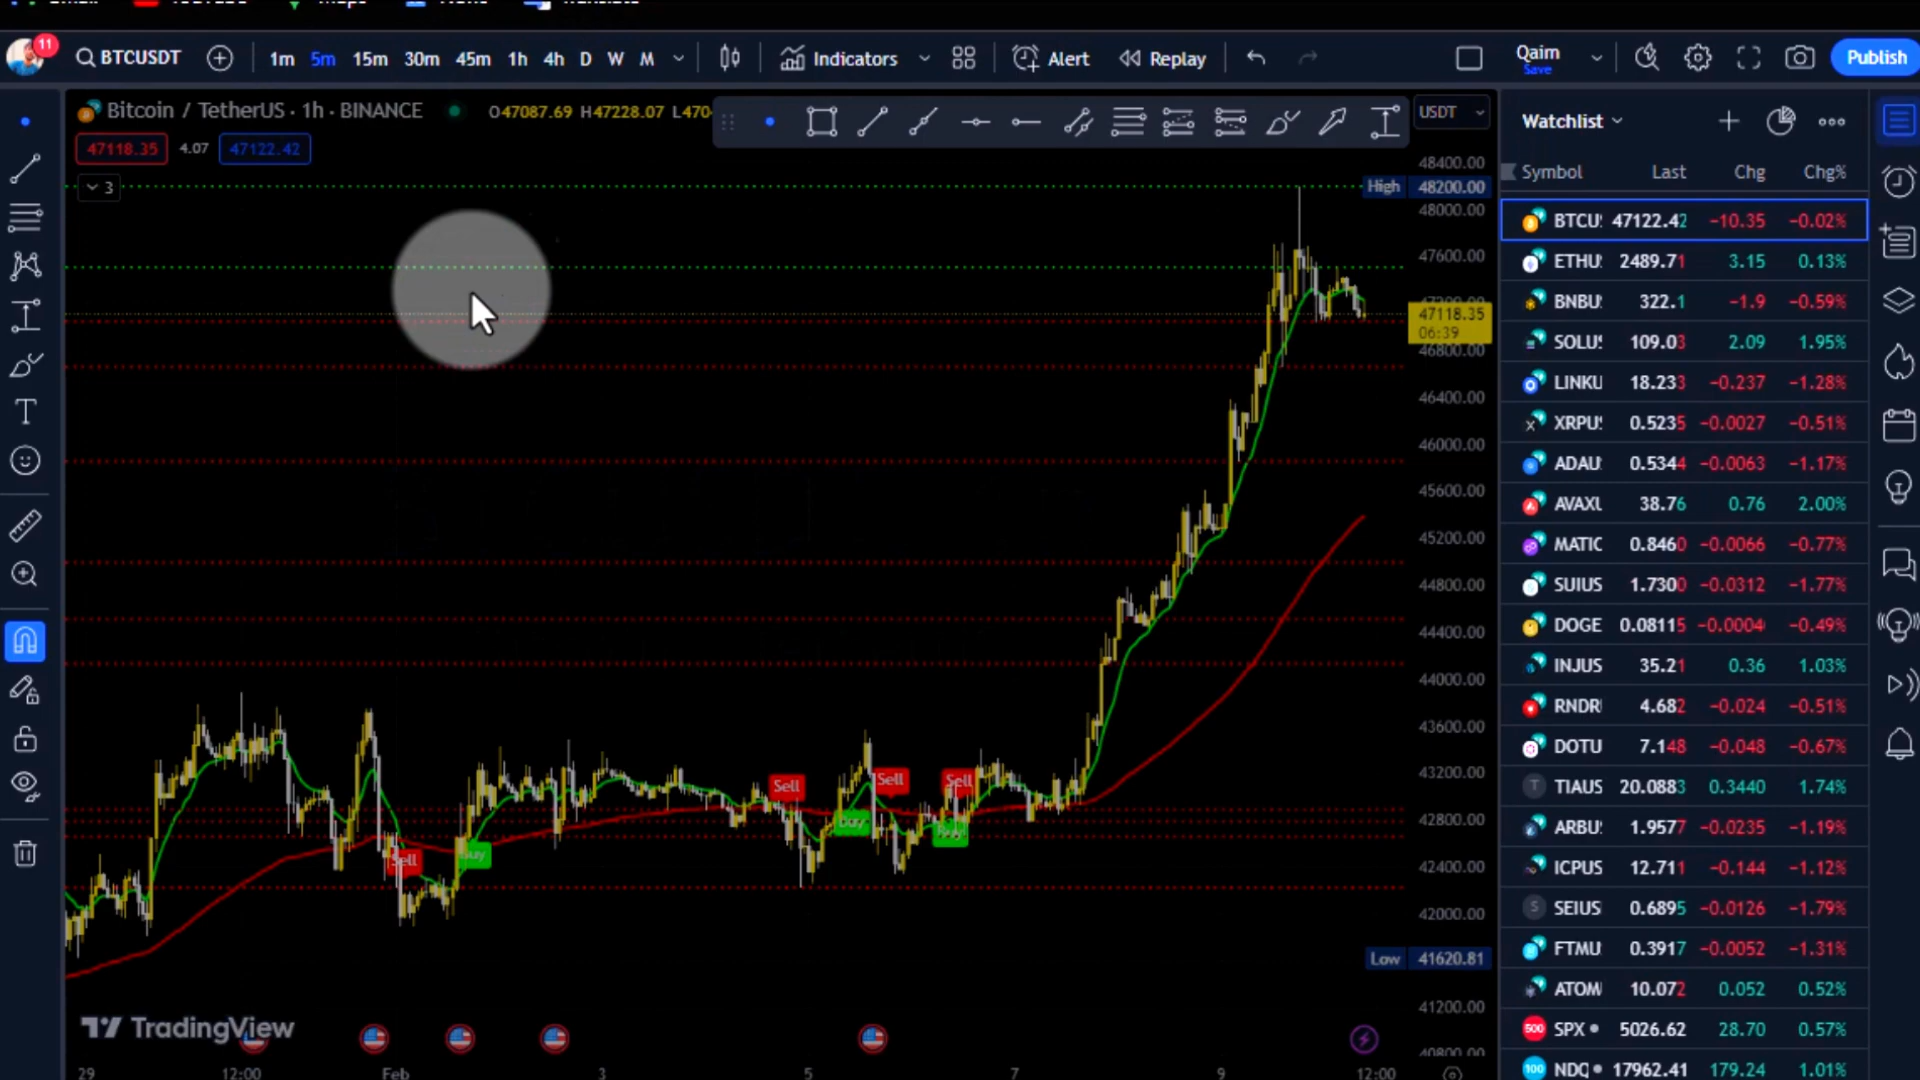 11
BTCUSDT
1m 5m 15m 30m 45m 1h 4h D W M
Indicators
Alert
Replay
Qaim
Save
Publish
Bitcoin / TetherUS · 1h · BINANCE
O47087.69 H47228.07
USDT
47118.35 4.07 47122.42
3
48400.00
High 48200.00
48000.00
47600.00
47118.35
06:39
46800.00
46400.00
46000.00
45600.00
45200.00
44800.00
44400.00
44000.00
43600.00
43200.00
42800.00
42400.00
42000.00
Low 41620.81
41200.00
40800.00
Sell
Buy
Sell
Buy
Sell
Sell
Buy
TradingView
29 12:00 Feb 3 5 7 9 12:00
Watchlist
Symbol Last Chg Chg%
BTCU 47122.42 −10.35 −0.02%
ETHU 2489.71 3.15 0.13%
BNBU 322.1 −1.9 −0.59%
SOLU 109.03 2.09 1.95%
LINKU 18.233 −0.237 −1.28%
XRPU 0.5235 −0.0027 −0.51%
ADAU 0.5344 −0.0063 −1.17%
AVAXU 38.76 0.76 2.00%
MATIC 0.8460 −0.0066 −0.77%
SUIUS 1.7300 −0.0312 −1.77%
DOGE 0.08115 −0.0004 −0.49%
INJUS 35.21 0.36 1.03%
RNDR 4.682 −0.024 −0.51%
DOTU 7.148 −0.048 −0.67%
T TIAUS 20.0883 0.3440 1.74%
ARBU 1.9577 −0.0235 −1.19%
ICPUS 12.711 −0.144 −1.12%
S SEIUS 0.6895 −0.0126 −1.79%
FTMU 0.3917 −0.0052 −1.31%
ATOM 10.072 0.052 0.52%
500 SPX 5026.62 28.70 0.57%
100 NDQ 17962.41 179.24 1.01%